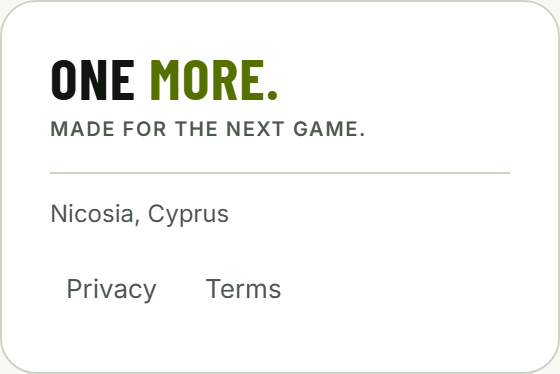 ONE MORE.
MADE FOR THE NEXT GAME.
Nicosia, Cyprus
Privacy Terms